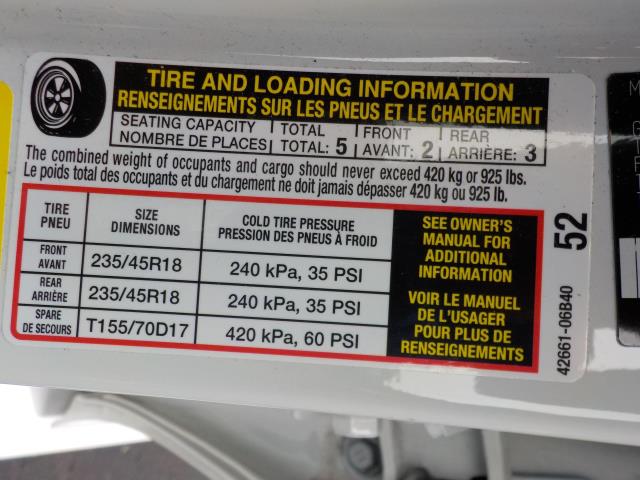 TIRE AND LOADING INFORMATION
RENSEIGNEMENTS SUR LES PNEUS ET LE CHARGEMENT
SEATING CAPACITY TOTAL FRONT REAR
NOMBRE DE PLACES TOTAL: 5 AVANT: 2 ARRIÈRE: 3
The combined weight of occupants and cargo should never exceed 420 kg or 925 lbs.
Le poids total des occupants et du chargement ne doit jamais dépasser 420 kg ou 925 lb.
TIRE SIZE COLD TIRE PRESSURE
PNEU DIMENSIONS PRESSION DES PNEUS À FROID
FRONT
AVANT 235/45R18 240 kPa, 35 PSI
REAR
ARRIÈRE 235/45R18 240 kPa, 35 PSI
SPARE
DE SECOURS T155/70D17 420 kPa, 60 PSI
SEE OWNER'S
MANUAL FOR
ADDITIONAL
INFORMATION
VOIR LE MANUEL
DE L'USAGER
POUR PLUS DE
RENSEIGNEMENTS
52
42661-06B40